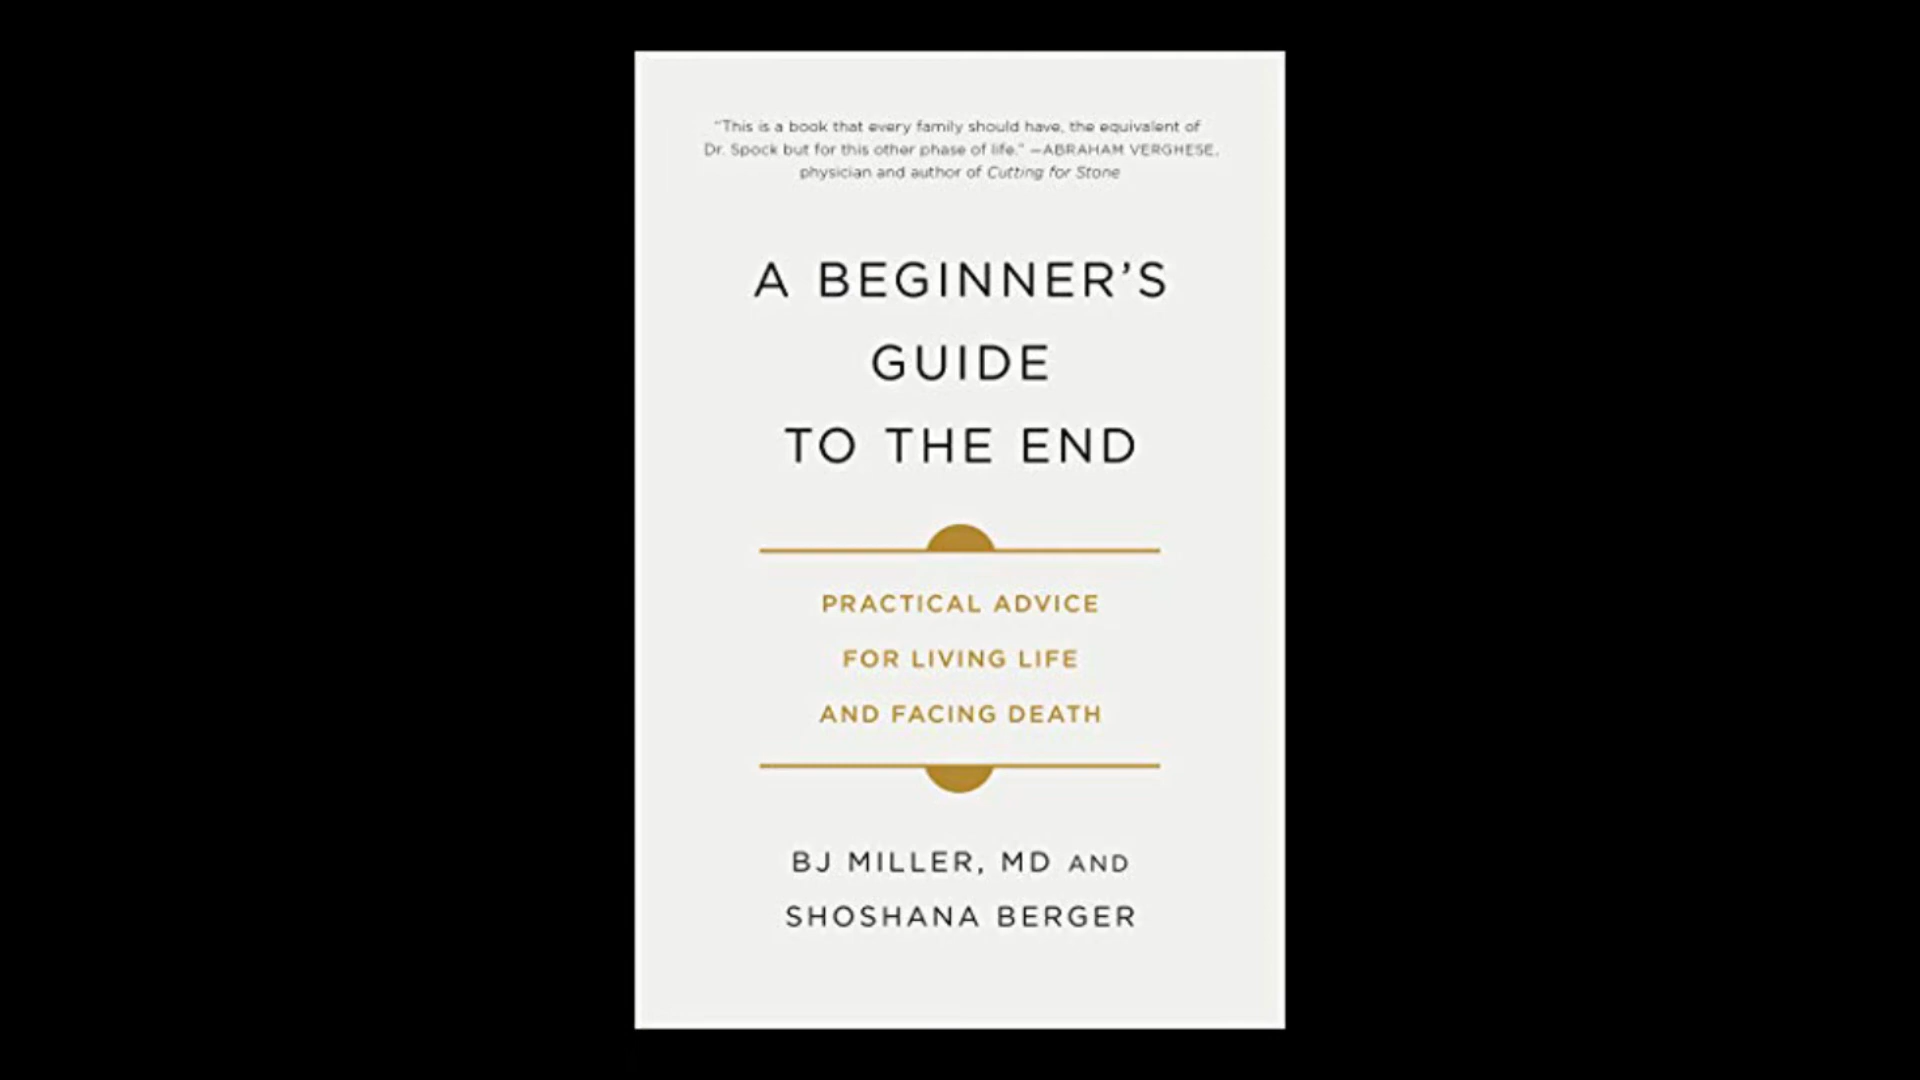 "This is a book that every family should have, the equivalent of
Dr. Spock but for this other phase of life." —ABRAHAM VERGHESE,
physician and author of Cutting for Stone
A BEGINNER'S
GUIDE
TO THE END
PRACTICAL ADVICE
FOR LIVING LIFE
AND FACING DEATH
BJ MILLER, MD AND
SHOSHANA BERGER